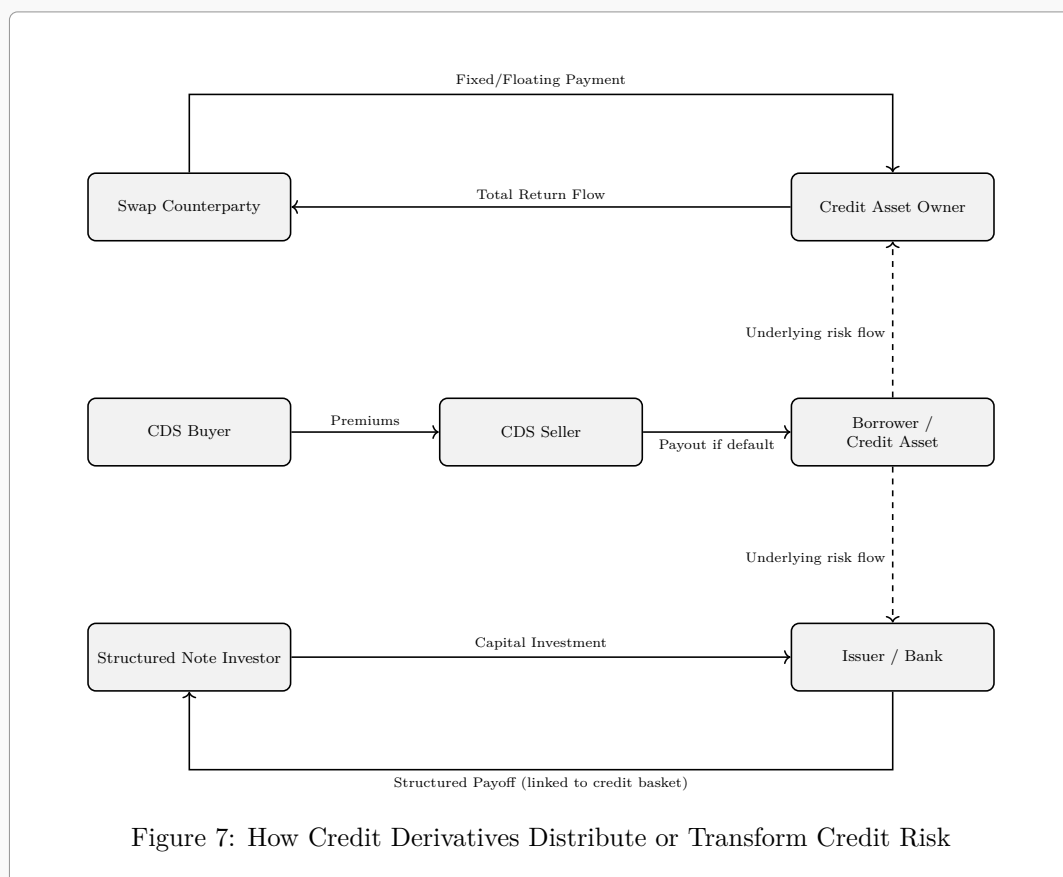 Fixed/Floating Payment
Swap Counterparty
Total Return Flow
Credit Asset Owner
Underlying risk flow
CDS Buyer
Premiums
CDS Seller
Payout if default
Borrower /
Credit Asset
Underlying risk flow
Structured Note Investor
Capital Investment
Issuer / Bank
Structured Payoff (linked to credit basket)
Figure 7: How Credit Derivatives Distribute or Transform Credit Risk